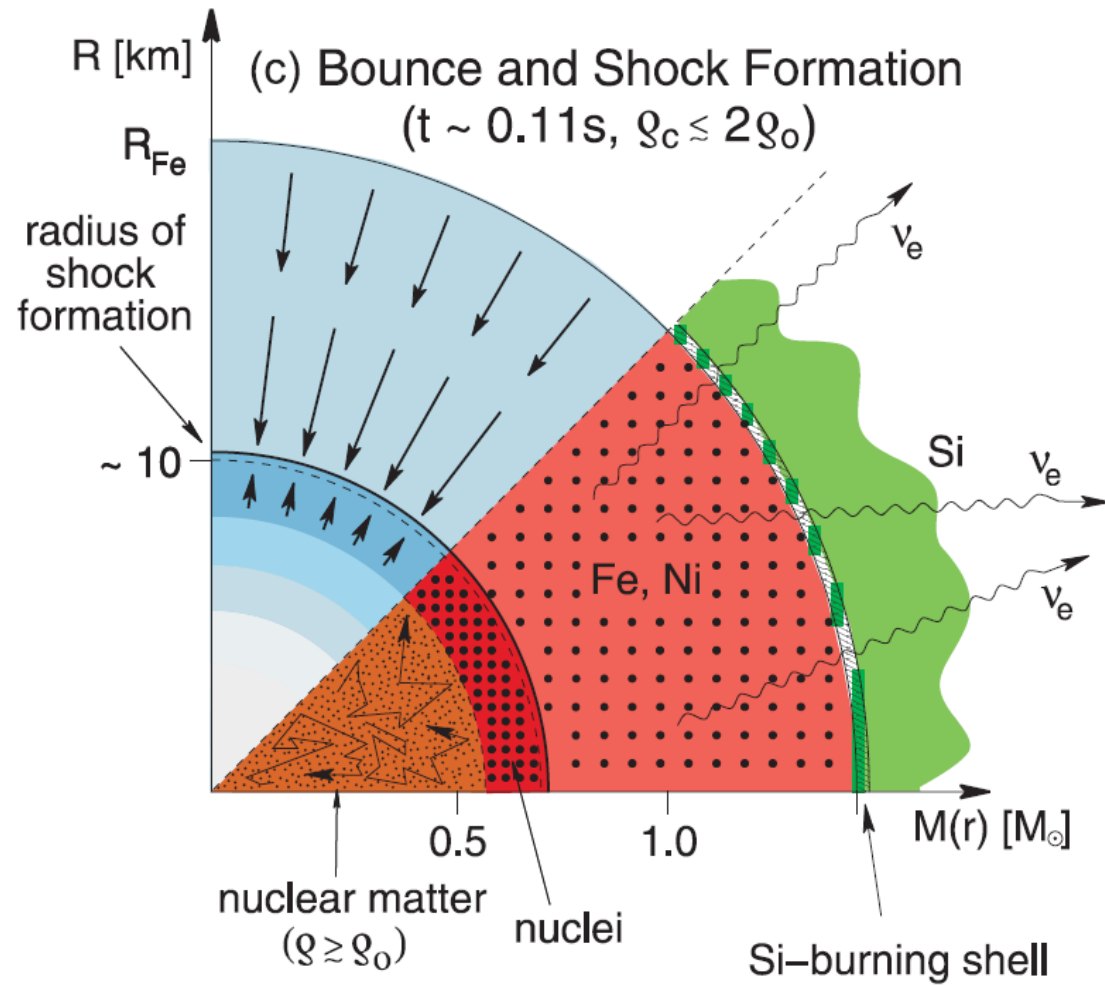 R [km]
(c) Bounce and Shock Formation
(t ~ 0.11s, ϱc ≲ 2ϱo)
RFe
radius of
shock
formation
~ 10
νe
Si
νe
Fe, Ni
νe
0.5
1.0
M(r) [M☉]
nuclear matter
(ϱ ≳ ϱo)
nuclei
Si–burning shell